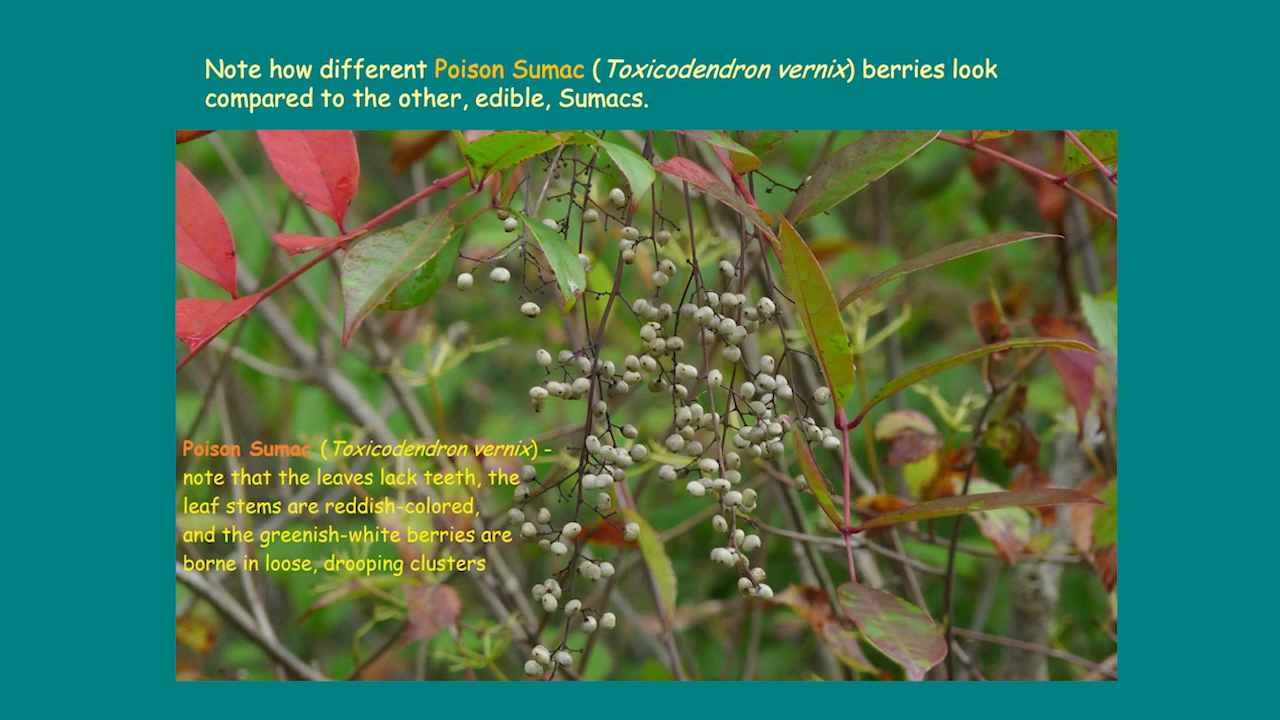 Note how different Poison Sumac (Toxicodendron vernix) berries look
compared to the other, edible, Sumacs.
Poison Sumac (Toxicodendron vernix) -
note that the leaves lack teeth, the
leaf stems are reddish-colored,
and the greenish-white berries are
borne in loose, drooping clusters